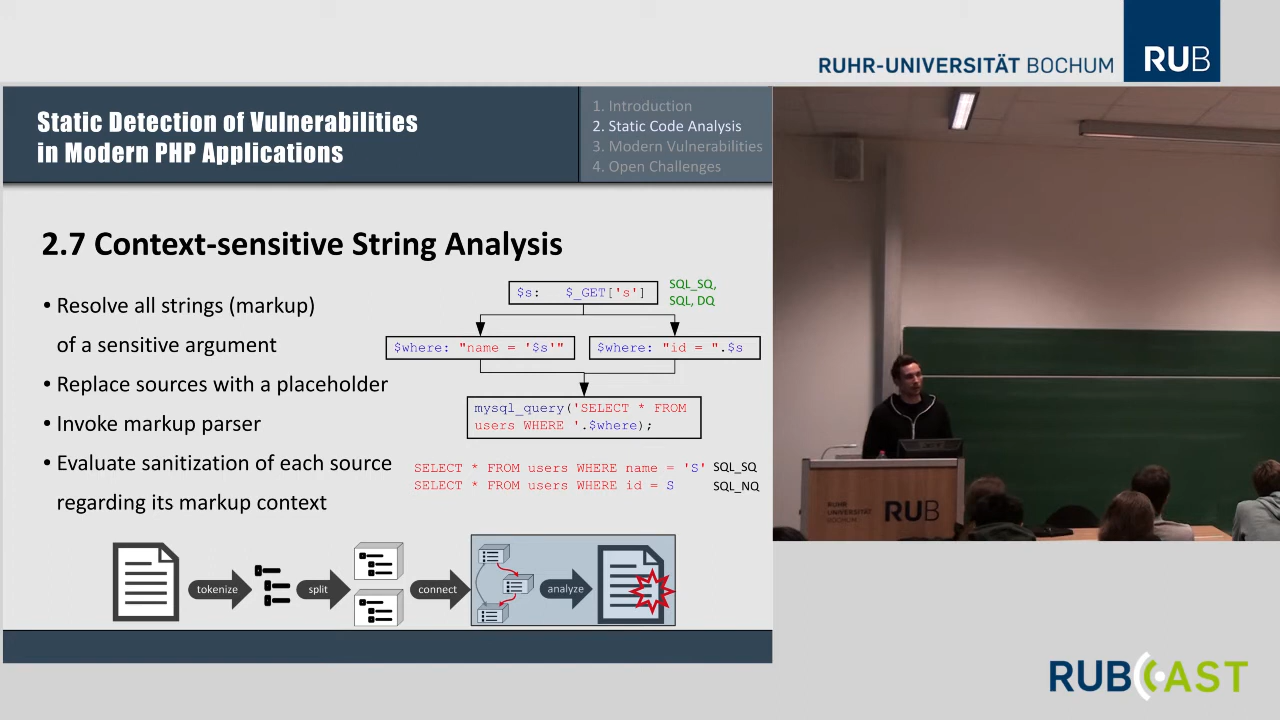 RUHR-UNIVERSITÄT BOCHUM
RUB
Static Detection of Vulnerabilities
in Modern PHP Applications
1. Introduction
2. Static Code Analysis
3. Modern Vulnerabilities
4. Open Challenges
2.7 Context-sensitive String Analysis
• Resolve all strings (markup)
of a sensitive argument
• Replace sources with a placeholder
• Invoke markup parser
• Evaluate sanitization of each source
regarding its markup context
$s: $_GET['s']
SQL_SQ,
SQL, DQ
$where: "name = '$s'"
$where: "id = ".$s
mysql_query('SELECT * FROM
users WHERE '.$where);
SELECT * FROM users WHERE name = 'S' SQL_SQ
SELECT * FROM users WHERE id = S SQL_NQ
tokenize
split
connect
analyze
RUHR
UNIVERSITÄT
BOCHUM
RUB
RUBCAST